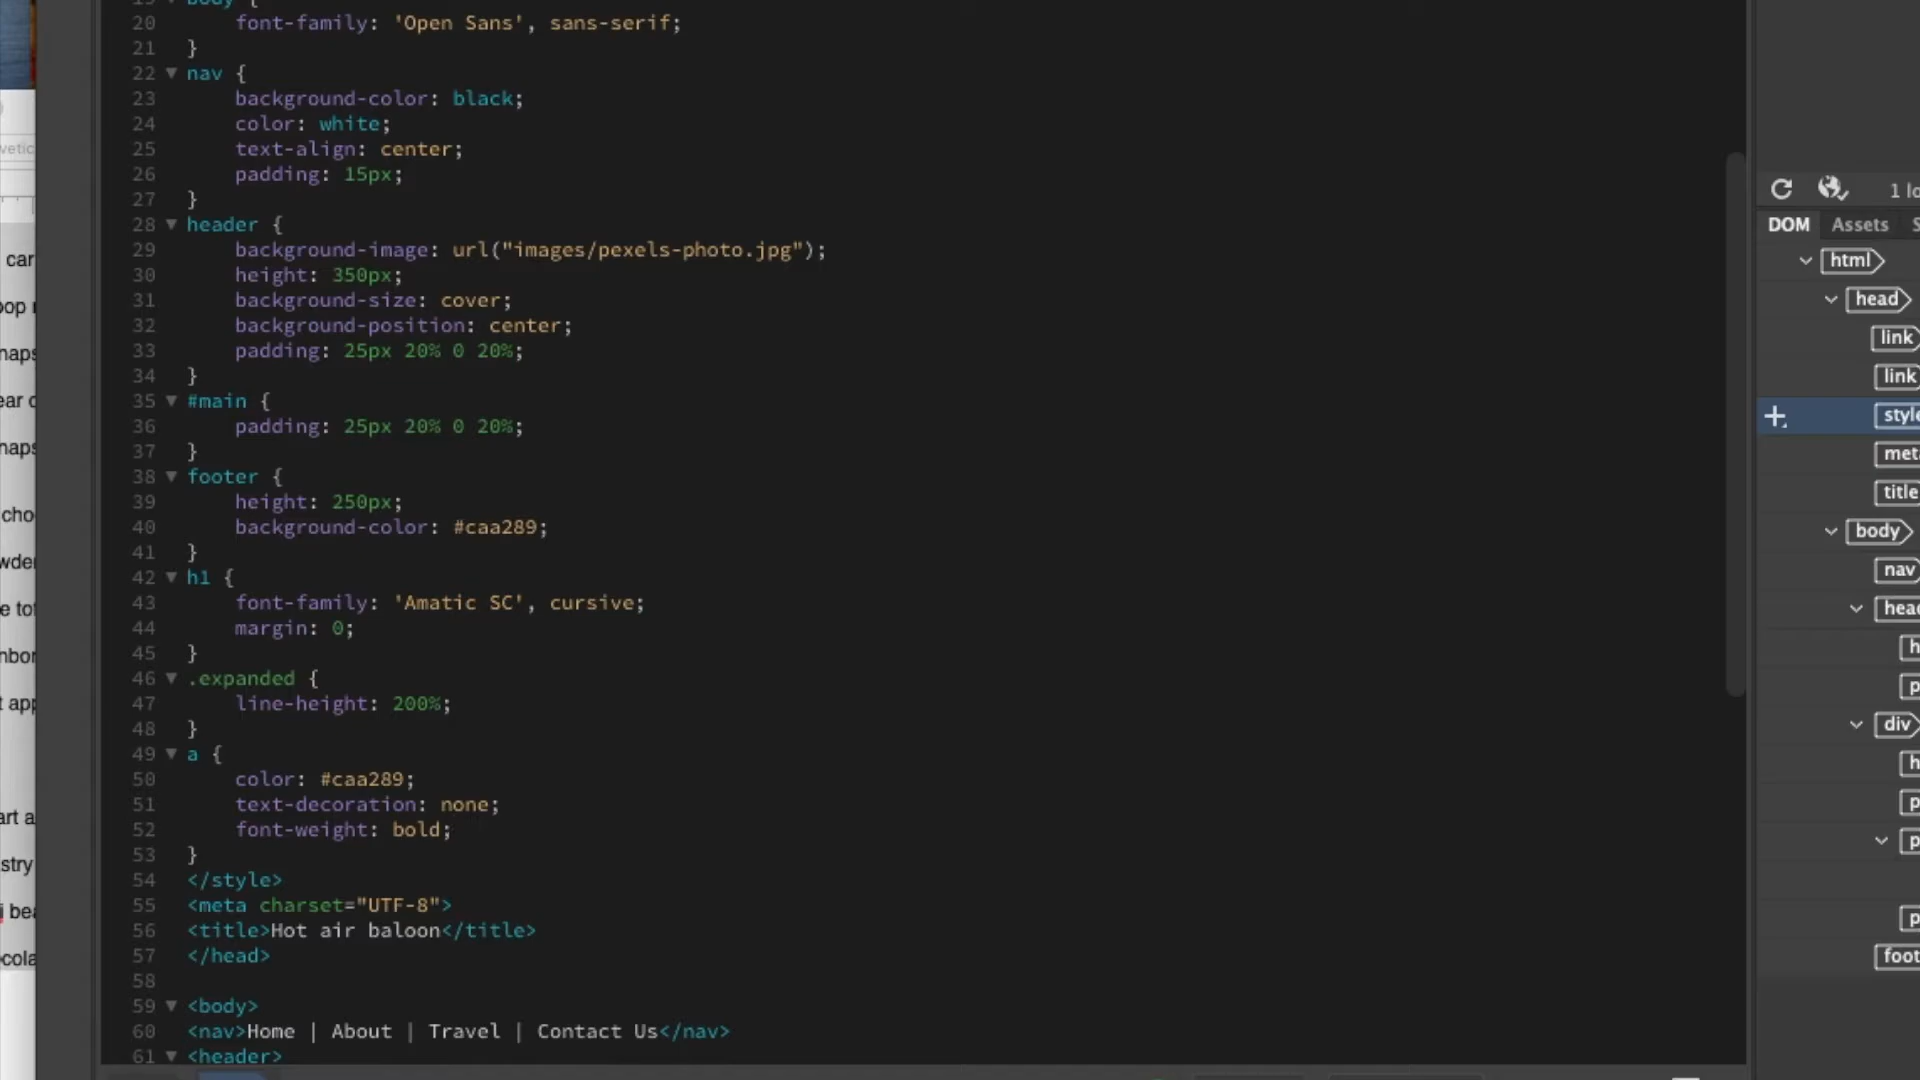 19 body {
20 font-family: 'Open Sans', sans-serif;
21 }
22 nav {
23 background-color: black;
24 color: white;
25 text-align: center;
26 padding: 15px;
27 }
28 header {
29 background-image: url("images/pexels-photo.jpg");
30 height: 350px;
31 background-size: cover;
32 background-position: center;
33 padding: 25px 20% 0 20%;
34 }
35 #main {
36 padding: 25px 20% 0 20%;
37 }
38 footer {
39 height: 250px;
40 background-color: #caa289;
41 }
42 h1 {
43 font-family: 'Amatic SC', cursive;
44 margin: 0;
45 }
46 .expanded {
47 line-height: 200%;
48 }
49 a {
50 color: #caa289;
51 text-decoration: none;
52 font-weight: bold;
53 }
54 </style>
55 <meta charset="UTF-8">
56 <title>Hot air baloon</title>
57 </head>
58
59 <body>
60 <nav>Home | About | Travel | Contact Us</nav>
61 <header>
DOM Assets
html
head
link
link
style
title
body
nav
div